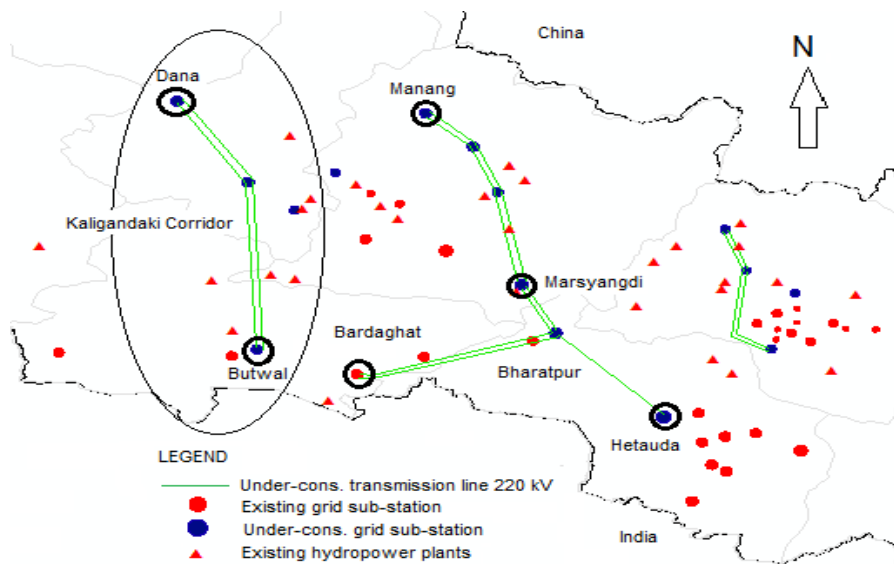 China
N
Dana
Manang
Kaligandaki Corridor
Marsyangdi
Bardaghat
Butwal
Bharatpur
Hetauda
LEGEND
Under-cons. transmission line 220 kV
Existing grid sub-station
Under-cons. grid sub-station
Existing hydropower plants
India